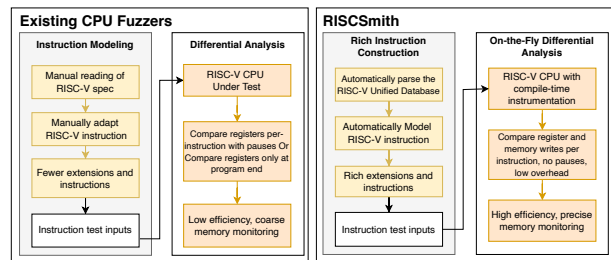 Existing CPU Fuzzers
Instruction Modeling
Manual reading of
RISC-V spec
Manually adapt
RISC-V instruction
Fewer extensions and
instructions
Instruction test inputs
Differential Analysis
RISC-V CPU
Under Test
Compare registers per-
instruction with pauses Or
Compare registers only at
program end
Low efficiency, coarse
memory monitoring
RISCSmith
Rich Instruction
Construction
Automatically parse the
RISC-V Unified Database
Automatically Model
RISC-V instruction
Rich extensions and
instructions
Instruction test inputs
On-the-Fly Differential
Analysis
RISC-V CPU with
compile-time
instrumentation
Compare register and
memory writes per
instruction, no pauses,
low overhead
High efficiency, precise
memory monitoring